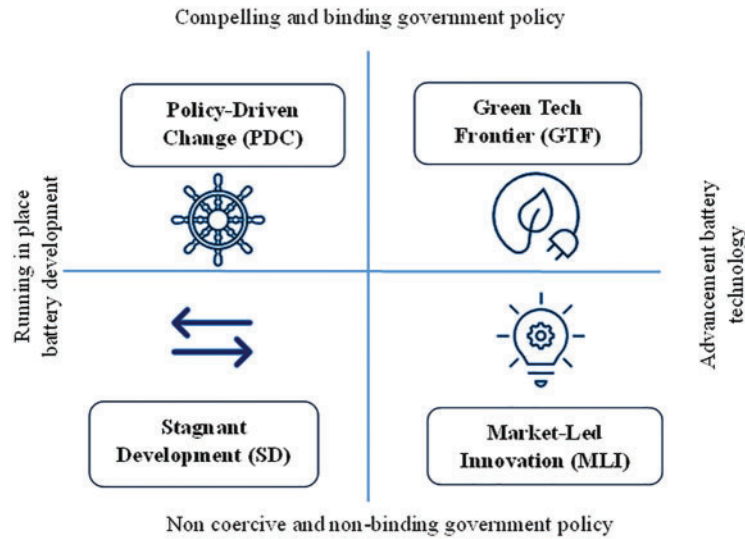 Compelling and binding government policy
Policy-Driven
Change (PDC)
Green Tech
Frontier (GTF)
Running in place
battery development
Advancement battery
technology
Stagnant
Development (SD)
Market-Led
Innovation (MLI)
Non coercive and non-binding government policy